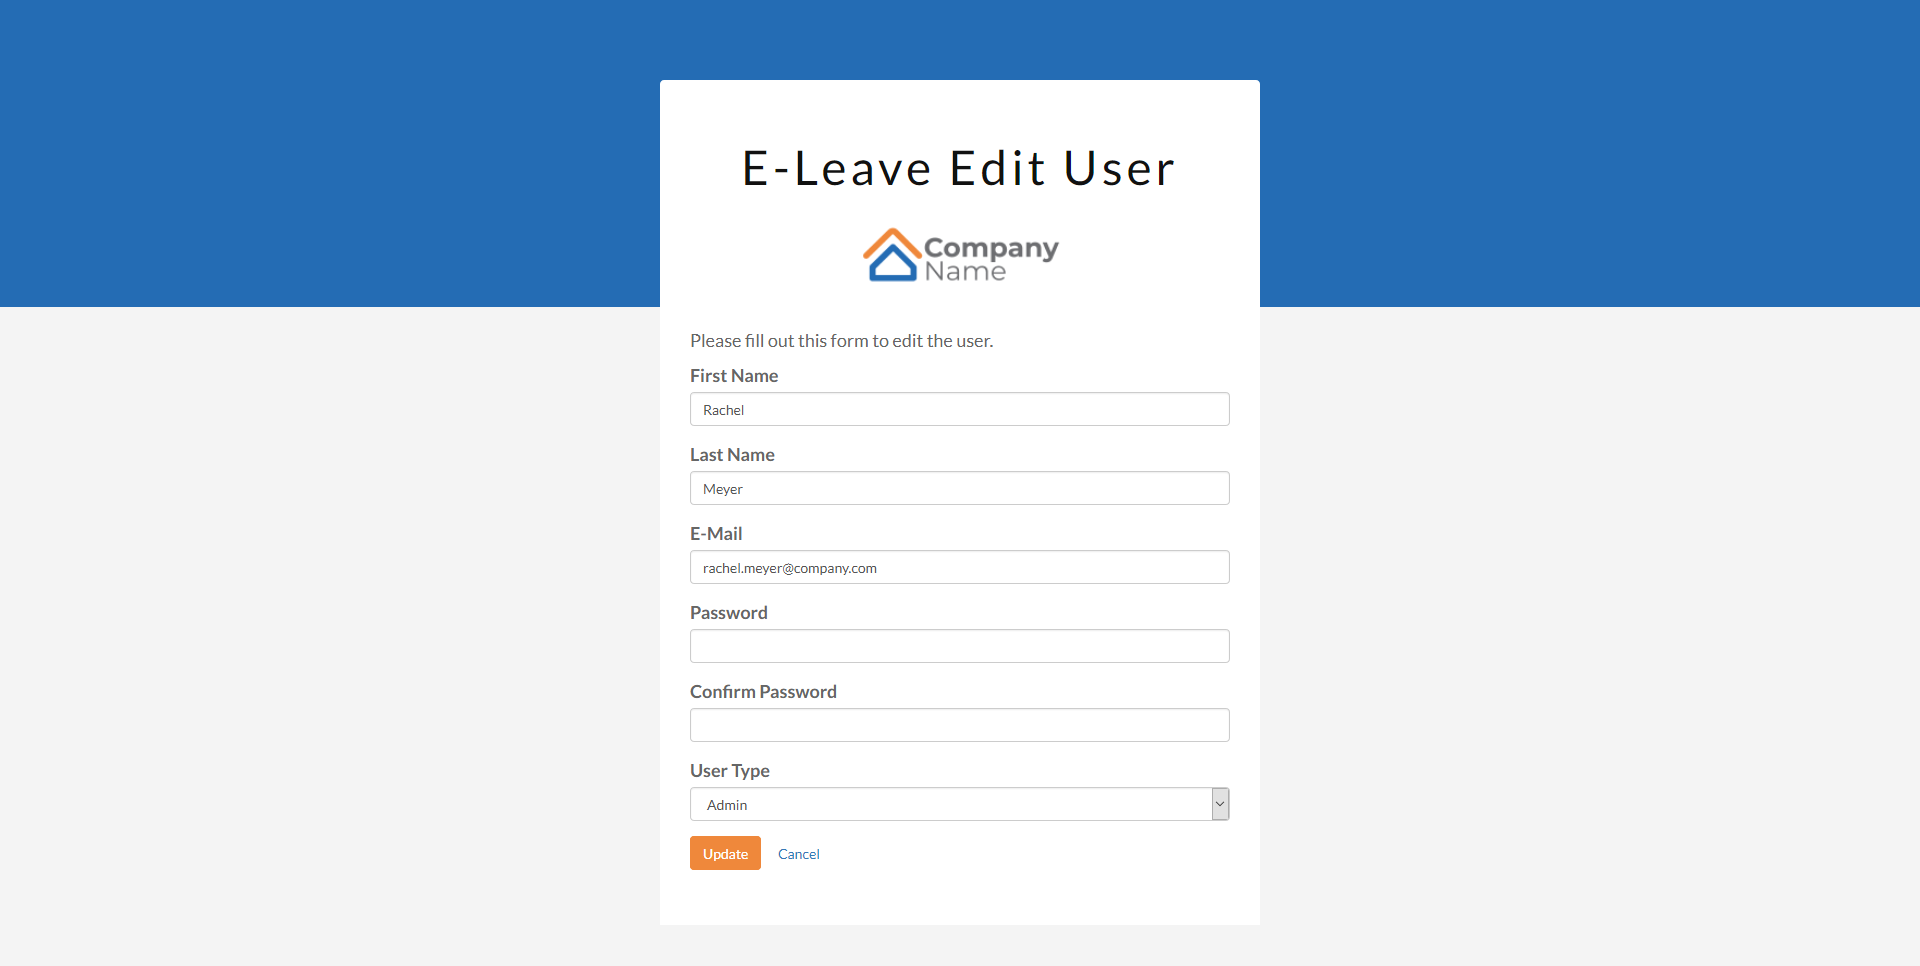 E-Leave Edit User
Company
Name
Please fill out this form to edit the user.
First Name
Rachel
Last Name
Meyer
E-Mail
rachel.meyer@company.com
Password
Confirm Password
User Type
Admin
Update Cancel